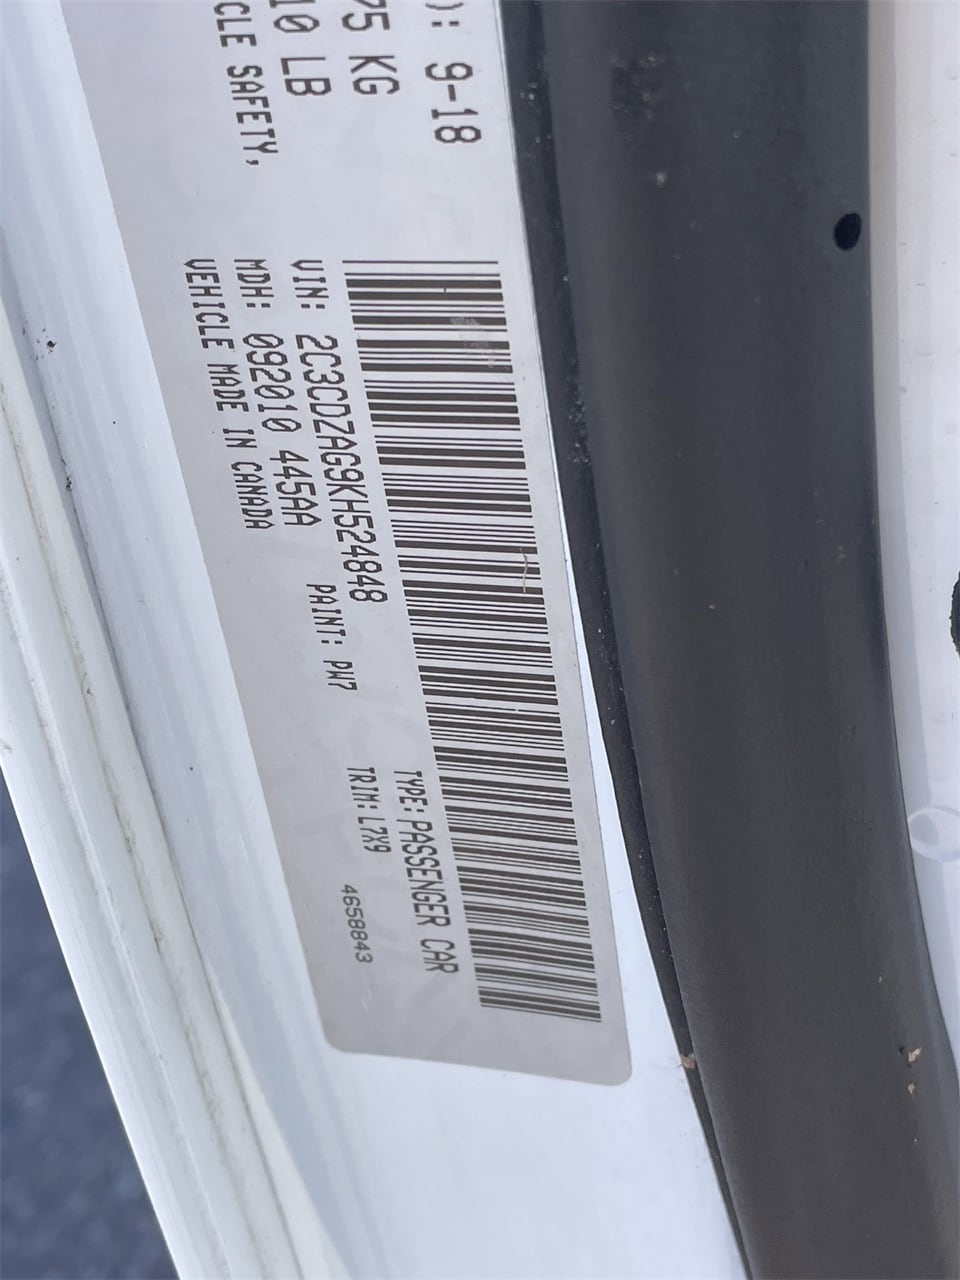 ): 9-18
75 KG
10 LB
CLE SAFETY,
VIN: 2C3CDZAG9KH524848
MDH: 092010 445AA
VEHICLE MADE IN CANADA
PAINT: PW7
TYPE: PASSENGER CAR
TRIM: L7X9
4658843